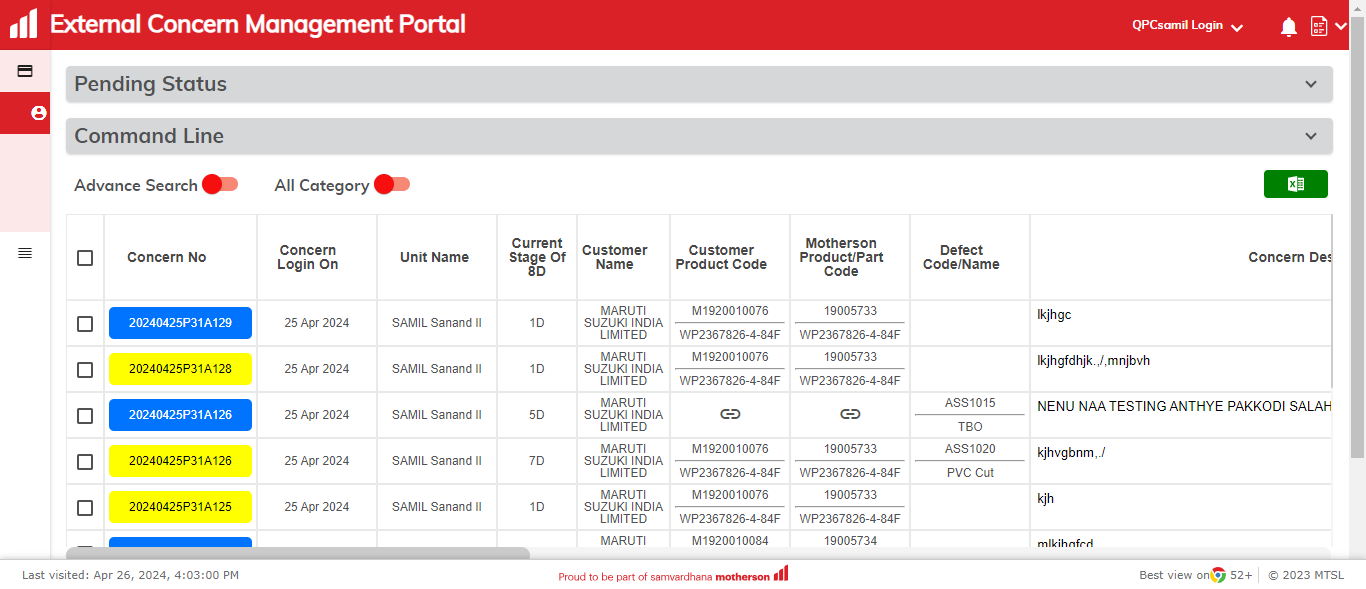 External Concern Management Portal
QPCsamil Login
Pending Status
Command Line
Advance Search
All Category
Concern No
Concern
Login On
Unit Name
Current
Stage Of
8D
Customer
Name
Customer
Product Code
Motherson
Product/Part
Code
Defect
Code/Name
Concern Des
20240425P31A129
25 Apr 2024
SAMIL Sanand II
1D
MARUTI
SUZUKI INDIA
LIMITED
M1920010076
WP2367826-4-84F
19005733
WP2367826-4-84F
lkjhgc
20240425P31A128
25 Apr 2024
SAMIL Sanand II
1D
MARUTI
SUZUKI INDIA
LIMITED
M1920010076
WP2367826-4-84F
19005733
WP2367826-4-84F
lkjhgfdhjk.,/,mnjbvh
20240425P31A126
25 Apr 2024
SAMIL Sanand II
5D
MARUTI
SUZUKI INDIA
LIMITED
ASS1015
TBO
NENU NAA TESTING ANTHYE PAKKODI SALAH
20240425P31A126
25 Apr 2024
SAMIL Sanand II
7D
MARUTI
SUZUKI INDIA
LIMITED
M1920010076
WP2367826-4-84F
19005733
WP2367826-4-84F
ASS1020
PVC Cut
kjhvgbnm,./
20240425P31A125
25 Apr 2024
SAMIL Sanand II
1D
MARUTI
SUZUKI INDIA
LIMITED
M1920010076
WP2367826-4-84F
19005733
WP2367826-4-84F
kjh
MARUTI
M1920010084
19005734
Last visited: Apr 26, 2024, 4:03:00 PM
Proud to be part of samvardhana motherson
Best view on 52+
© 2023 MTSL